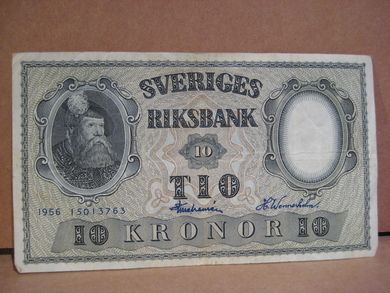 SVERIGES
RIKSBANK
10
TIO
1956 15013763
10 KRONOR 10